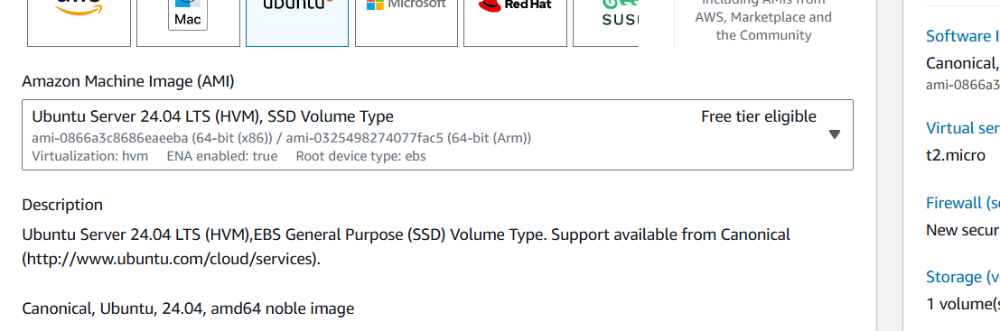 aws
Mac
ubuntu
Microsoft
Red Hat
including AMIs from
AWS, Marketplace and
the Community
Amazon Machine Image (AMI)
Ubuntu Server 24.04 LTS (HVM), SSD Volume Type
Free tier eligible
ami-0866a3c8686eaeeba (64-bit (x86)) / ami-0325498274077fac5 (64-bit (Arm))
Virtualization: hvm ENA enabled: true Root device type: ebs
Description
Ubuntu Server 24.04 LTS (HVM),EBS General Purpose (SSD) Volume Type. Support available from Canonical
(http://www.ubuntu.com/cloud/services).
Canonical, Ubuntu, 24.04, amd64 noble image
Software I
Canonical,
ami-0866a3
Virtual ser
t2.micro
Firewall (s
New secur
Storage (v
1 volume(s